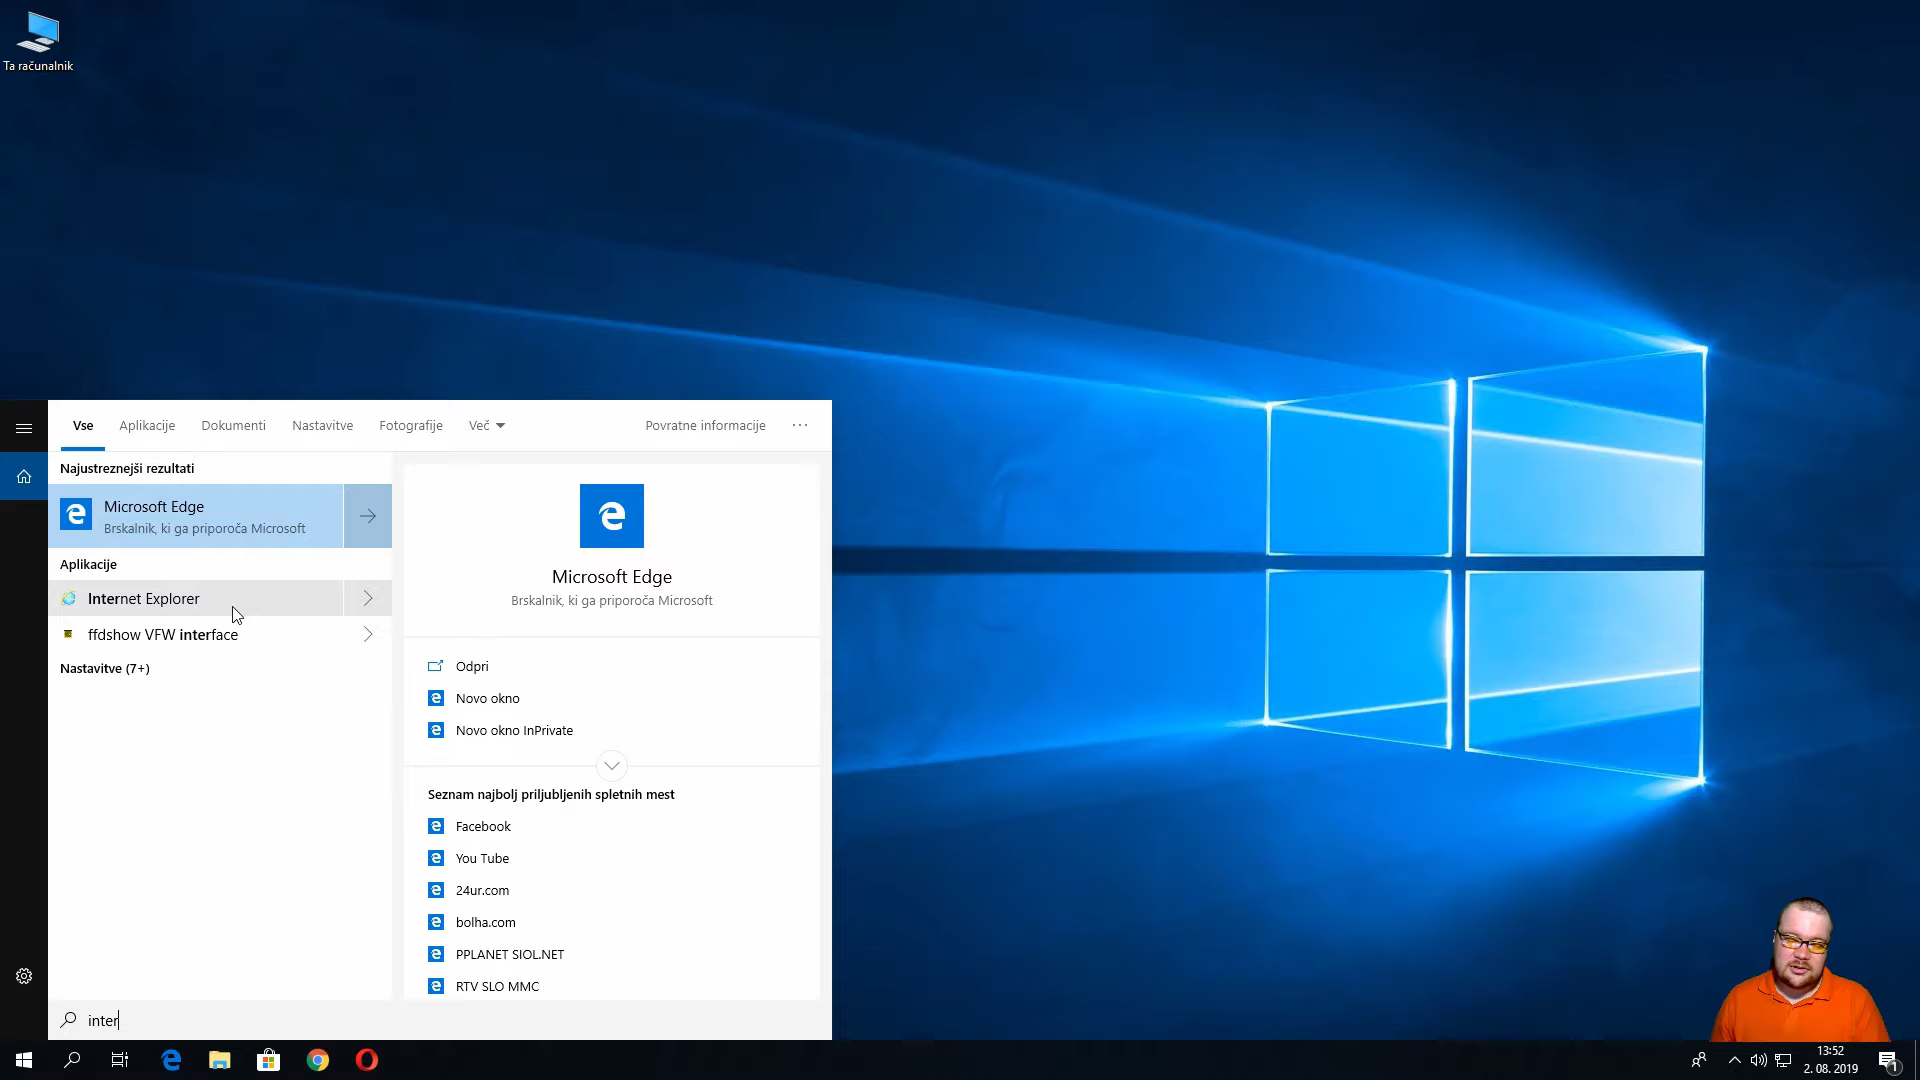 Ta računalnik
Vse Aplikacije Dokumenti Nastavitve Fotografije Več Povratne informacije
Najustreznejši rezultati
Microsoft Edge
Brskalnik, ki ga priporoča Microsoft
Aplikacije
Internet Explorer
ffdshow VFW interface
Nastavitve (7+)
Microsoft Edge
Brskalnik, ki ga priporoča Microsoft
Odpri
Novo okno
Novo okno InPrivate
Seznam najbolj priljubljenih spletnih mest
Facebook
You Tube
24ur.com
bolha.com
PPLANET SIOL.NET
RTV SLO MMC
inter
13:52
2. 08. 2019
1